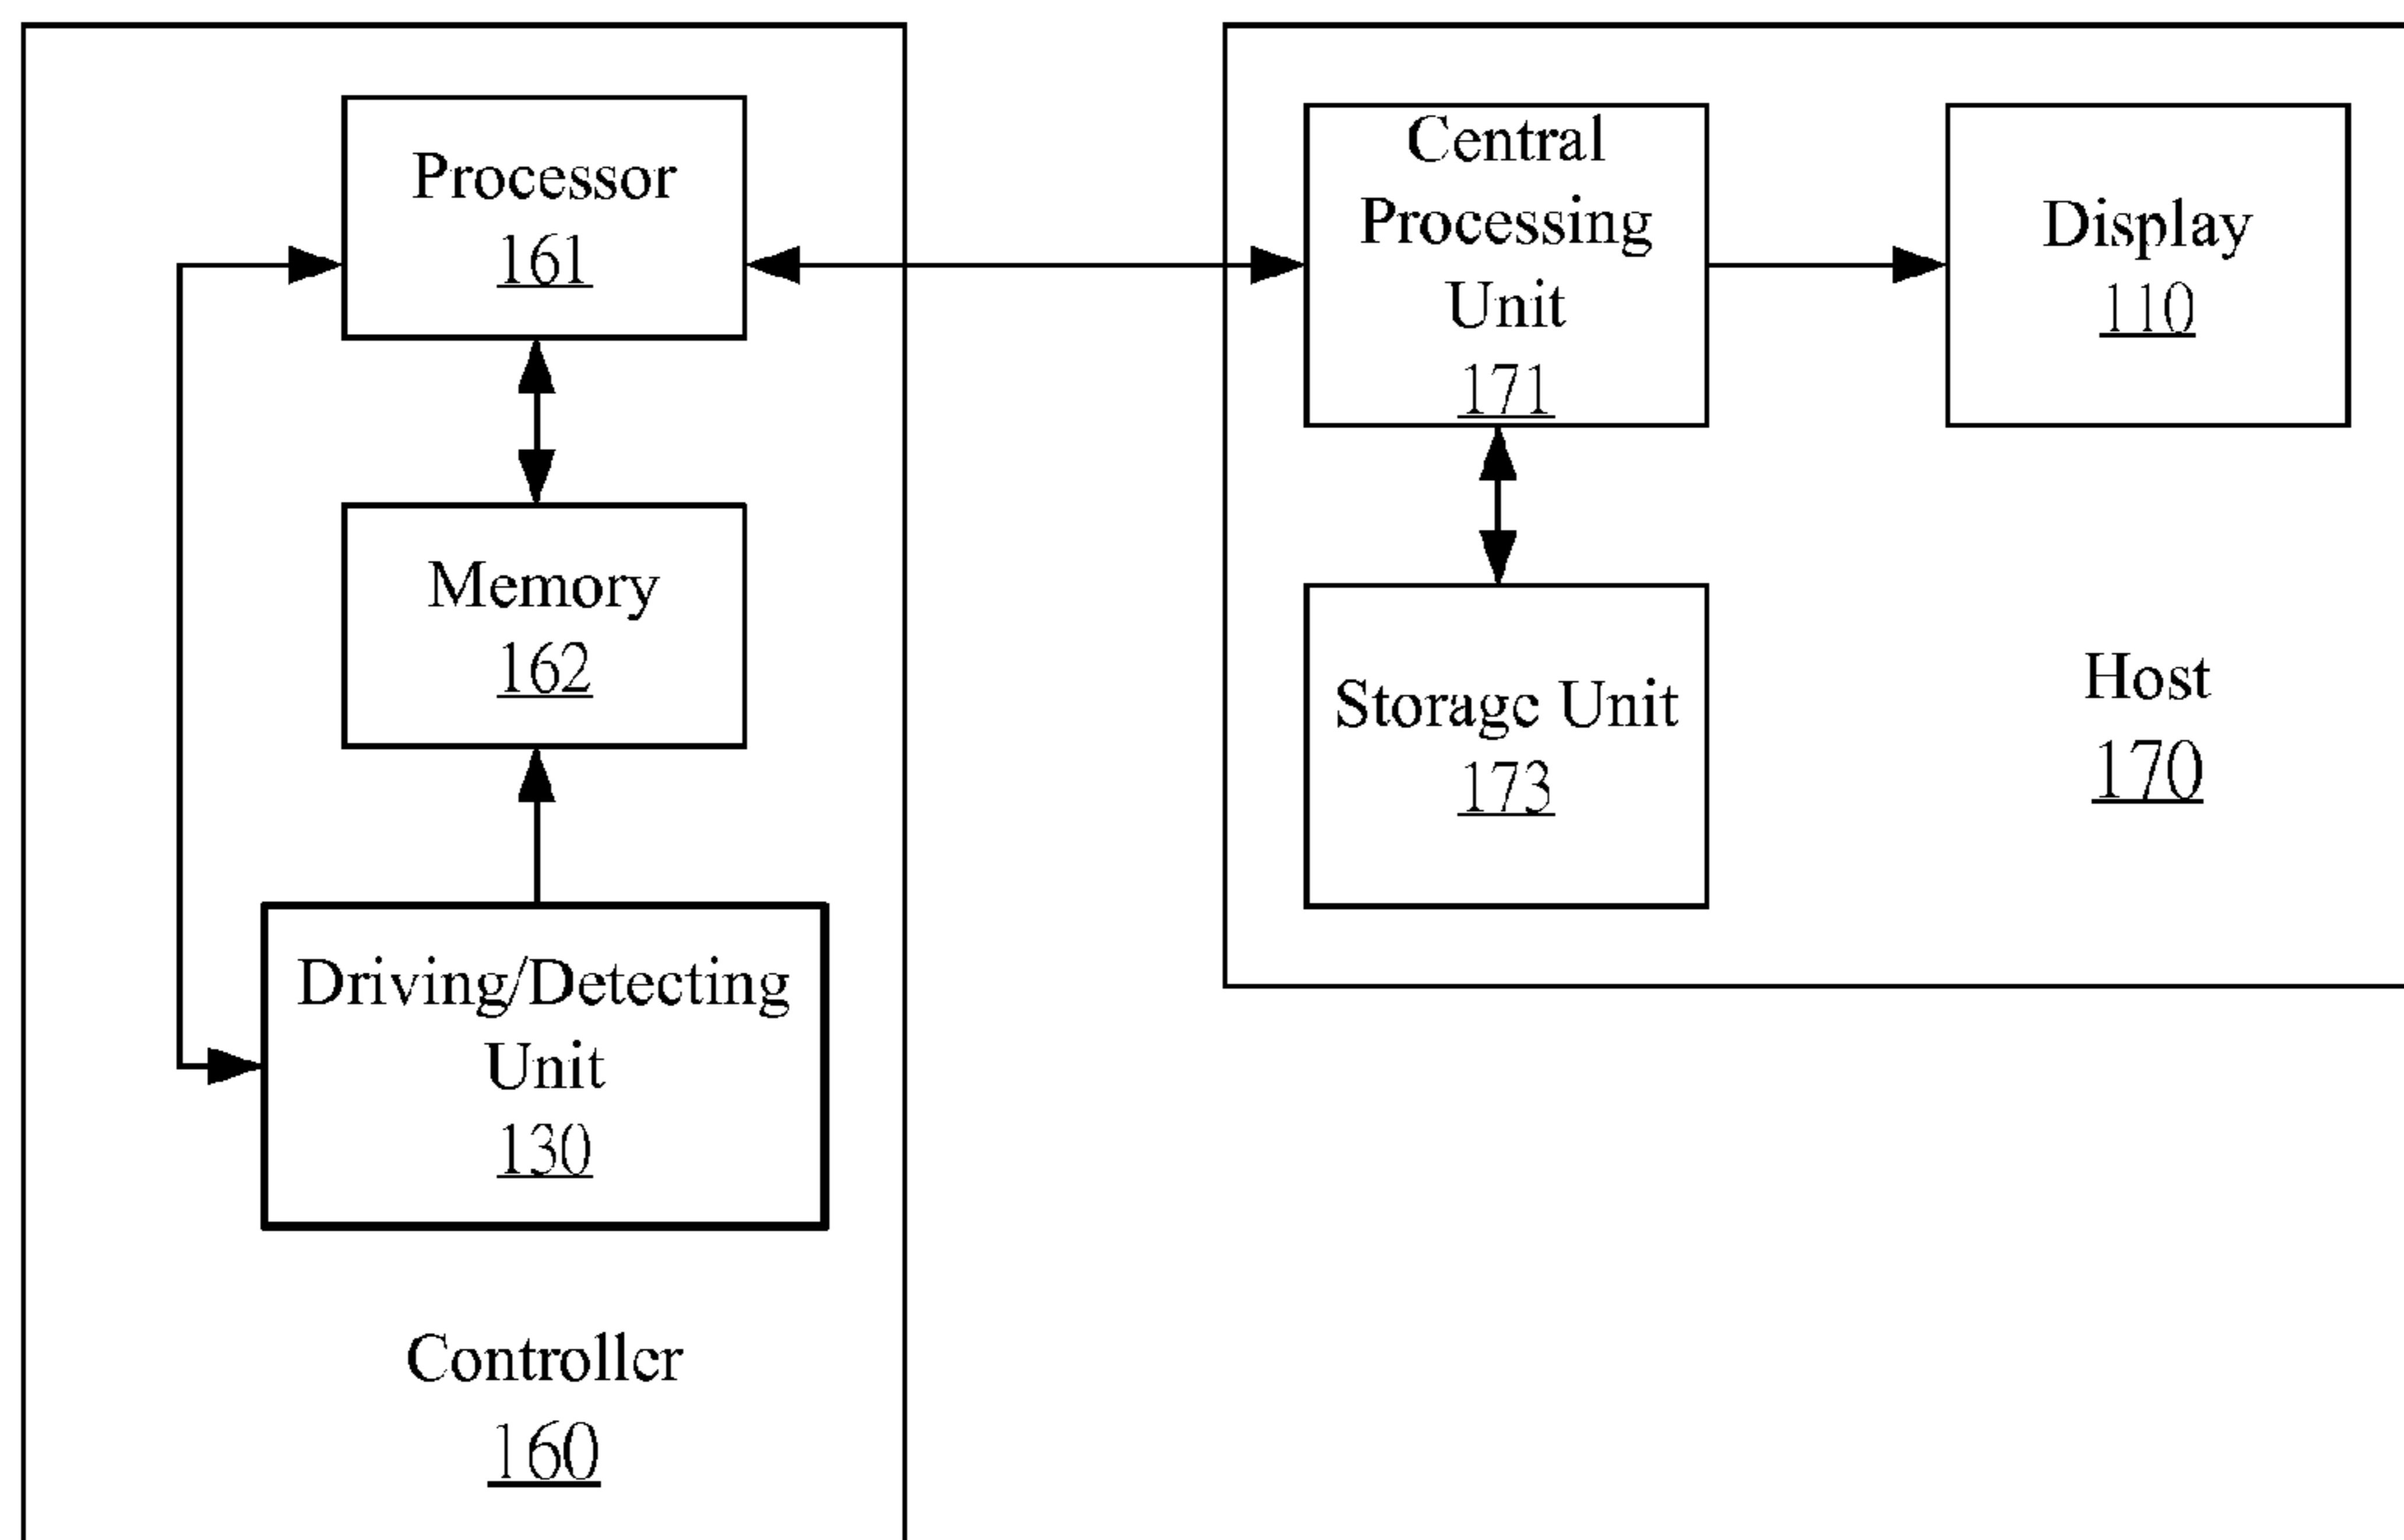 Processor
161
Memory
162
Driving/Detecting
Unit
130
Controller
160
Central
Processing
Unit
171
Display
110
Storage Unit
173
Host
170